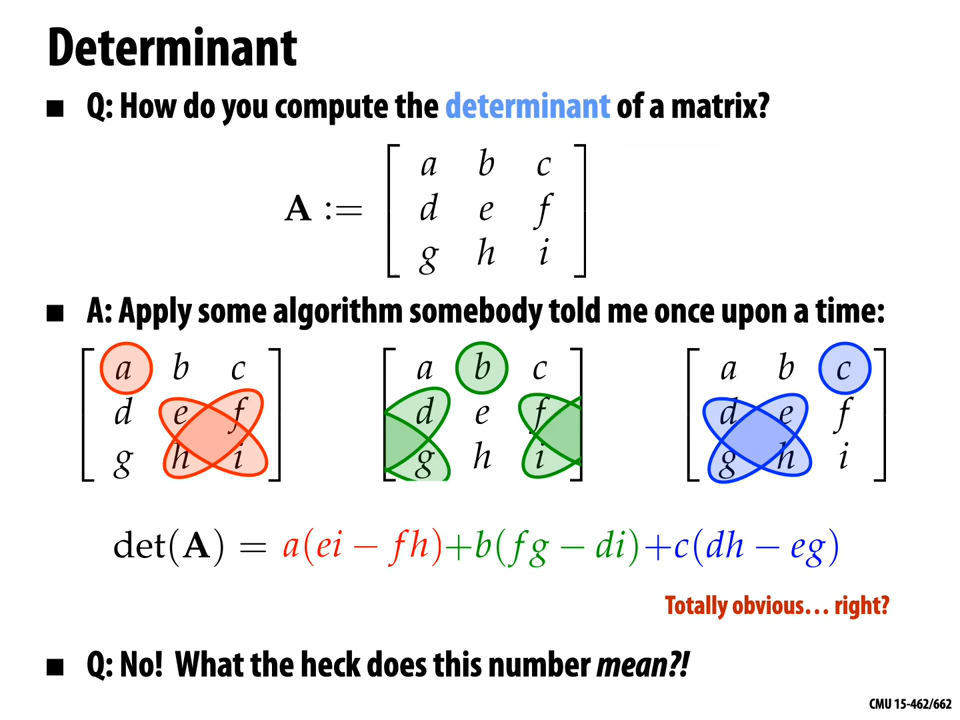 Determinant
■ Q: How do you compute the determinant of a matrix?
a b c
A := d e f
g h i
■ A: Apply some algorithm somebody told me once upon a time:
a b c a b c a b c
d e f d e f d e f
g h i g h i g h i
det(A) = a(ei − fh)+b(fg − di)+c(dh − eg)
Totally obvious… right?
■ Q: No! What the heck does this number mean?!
CMU 15-462/662